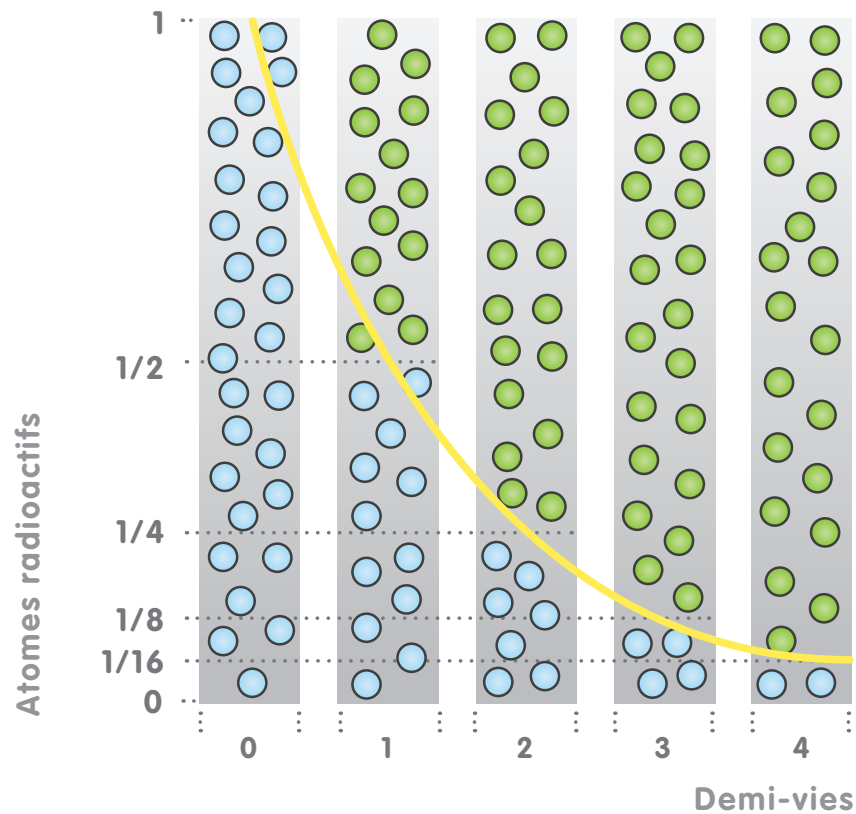 1
1/2
1/4
1/8
1/16
0
Atomes radioactifs
0 1 2 3 4
Demi-vies